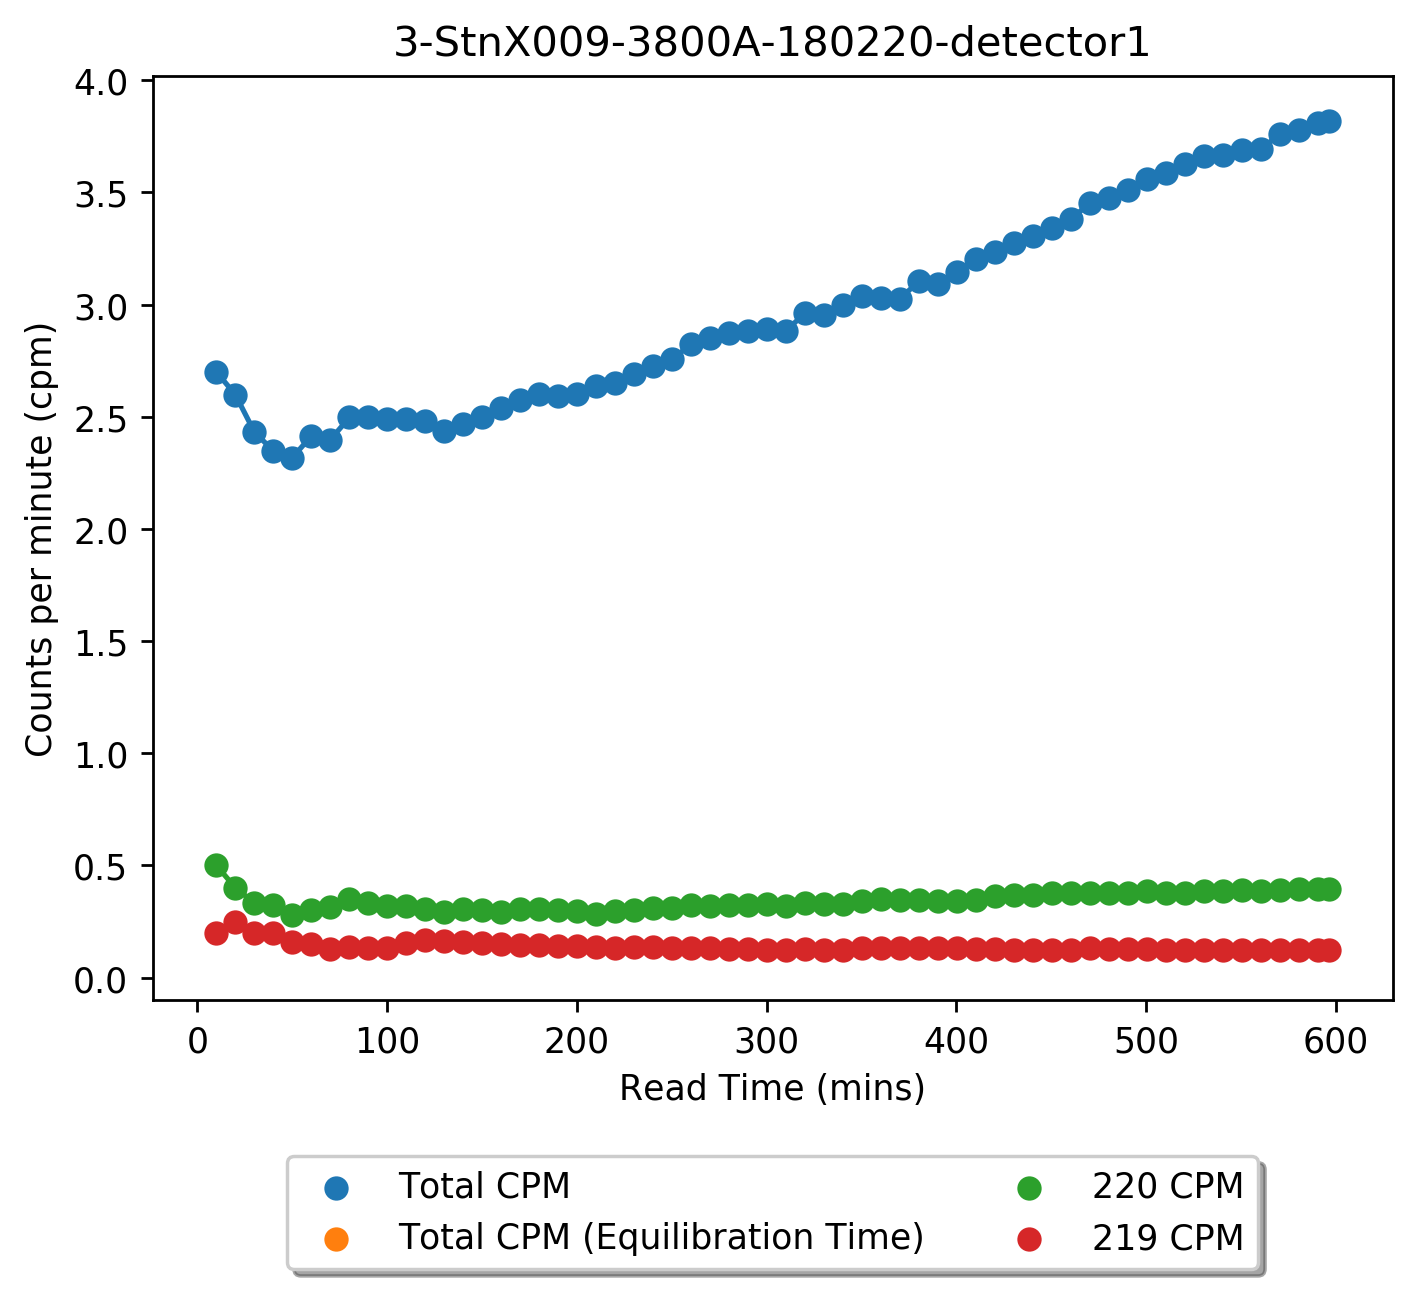 3-StnX009-3800A-180220-detector1
4.0
3.5
3.0
2.5
2.0
1.5
1.0
0.5
0.0
Counts per minute (cpm)
0 100 200 300 400 500 600
Read Time (mins)
Total CPM
Total CPM (Equilibration Time)
220 CPM
219 CPM